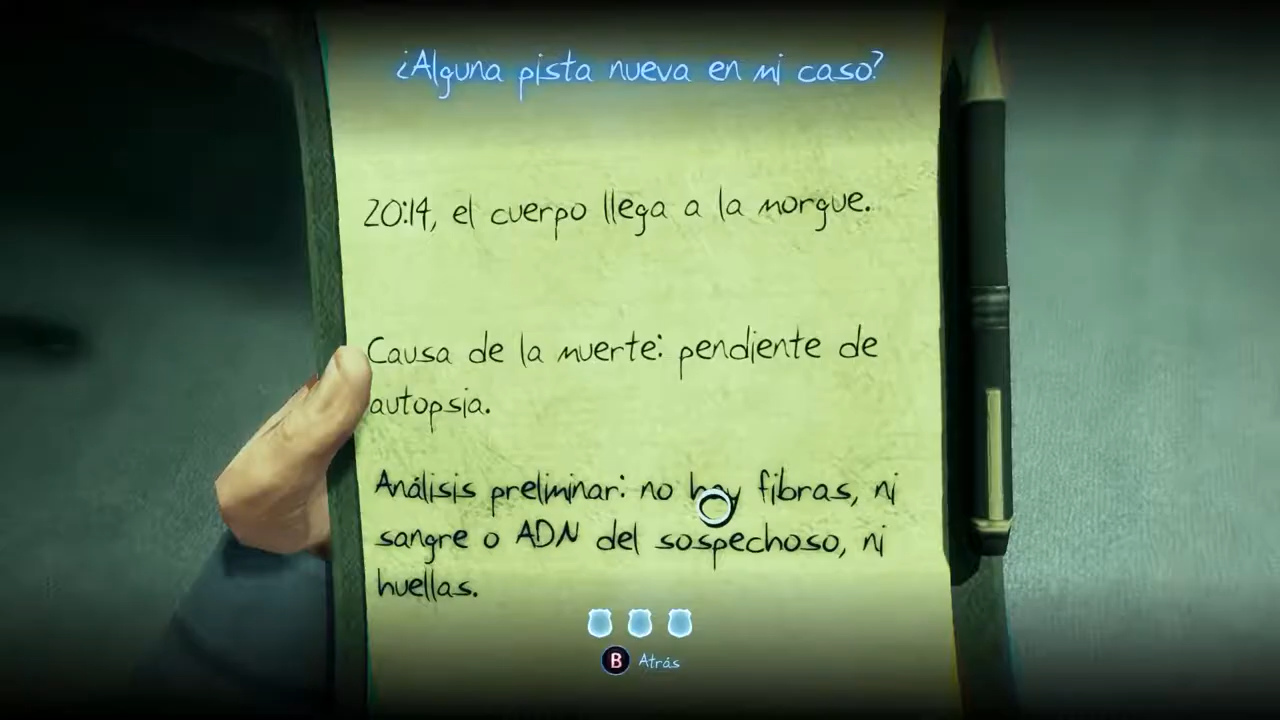 ¿Alguna pista nueva en mi caso?
20:14, el cuerpo llega a la morgue.
Causa de la muerte: pendiente de
autopsia.
Análisis preliminar: no hay fibras, ni
sangre o ADN del sospechoso, ni
huellas.
B Atrás